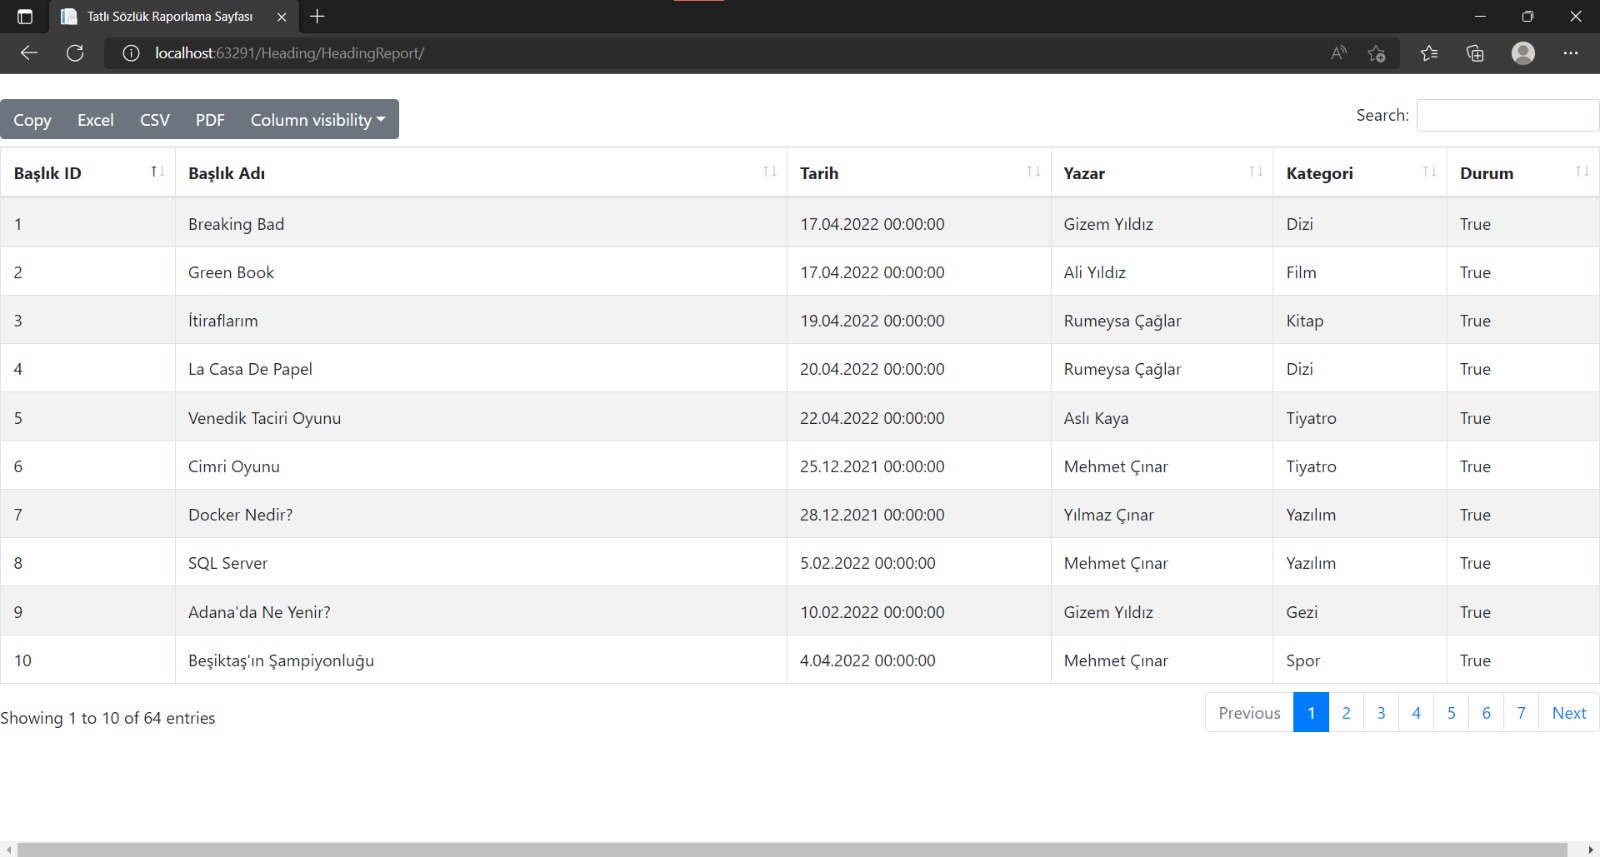 Tatlı Sözlük Raporlama Sayfası
localhost:63291/Heading/HeadingReport/
Copy Excel CSV PDF Column visibility Search:
Başlık ID Başlık Adı Tarih Yazar Kategori Durum
1 Breaking Bad 17.04.2022 00:00:00 Gizem Yıldız Dizi True
2 Green Book 17.04.2022 00:00:00 Ali Yıldız Film True
3 İtiraflarım 19.04.2022 00:00:00 Rumeysa Çağlar Kitap True
4 La Casa De Papel 20.04.2022 00:00:00 Rumeysa Çağlar Dizi True
5 Venedik Taciri Oyunu 22.04.2022 00:00:00 Aslı Kaya Tiyatro True
6 Cimri Oyunu 25.12.2021 00:00:00 Mehmet Çınar Tiyatro True
7 Docker Nedir? 28.12.2021 00:00:00 Yılmaz Çınar Yazılım True
8 SQL Server 5.02.2022 00:00:00 Mehmet Çınar Yazılım True
9 Adana'da Ne Yenir? 10.02.2022 00:00:00 Gizem Yıldız Gezi True
10 Beşiktaş'ın Şampiyonluğu 4.04.2022 00:00:00 Mehmet Çınar Spor True
Showing 1 to 10 of 64 entries Previous 1 2 3 4 5 6 7 Next